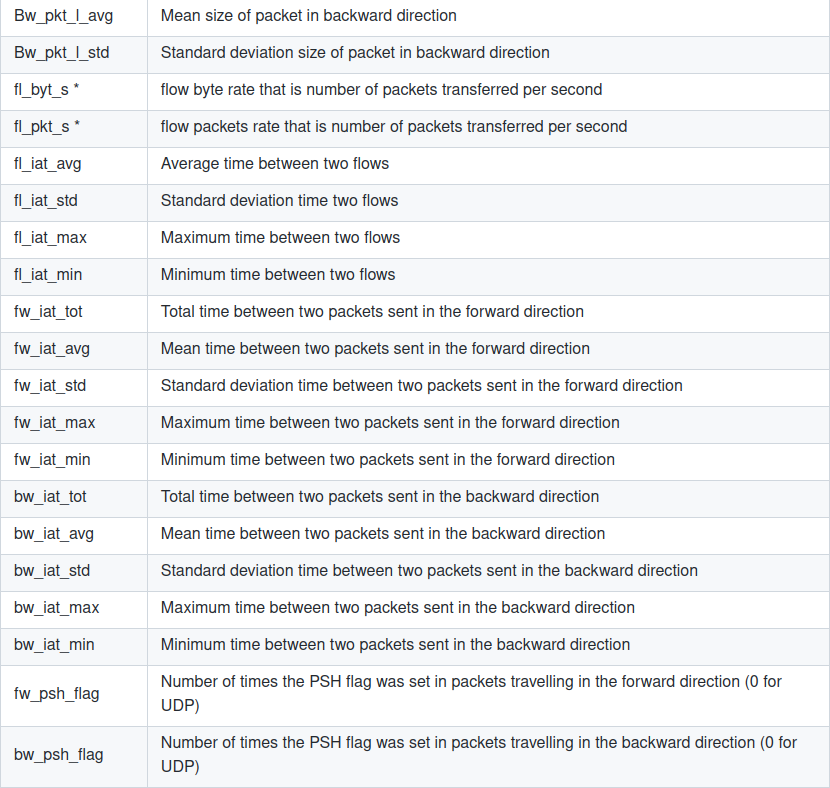 Bw_pkt_l_avg Mean size of packet in backward direction
Bw_pkt_l_std Standard deviation size of packet in backward direction
fl_byt_s * flow byte rate that is number of packets transferred per second
fl_pkt_s * flow packets rate that is number of packets transferred per second
fl_iat_avg Average time between two flows
fl_iat_std Standard deviation time two flows
fl_iat_max Maximum time between two flows
fl_iat_min Minimum time between two flows
fw_iat_tot Total time between two packets sent in the forward direction
fw_iat_avg Mean time between two packets sent in the forward direction
fw_iat_std Standard deviation time between two packets sent in the forward direction
fw_iat_max Maximum time between two packets sent in the forward direction
fw_iat_min Minimum time between two packets sent in the forward direction
bw_iat_tot Total time between two packets sent in the backward direction
bw_iat_avg Mean time between two packets sent in the backward direction
bw_iat_std Standard deviation time between two packets sent in the backward direction
bw_iat_max Maximum time between two packets sent in the backward direction
bw_iat_min Minimum time between two packets sent in the backward direction
fw_psh_flag Number of times the PSH flag was set in packets travelling in the forward direction (0 for
UDP)
bw_psh_flag Number of times the PSH flag was set in packets travelling in the backward direction (0 for
UDP)